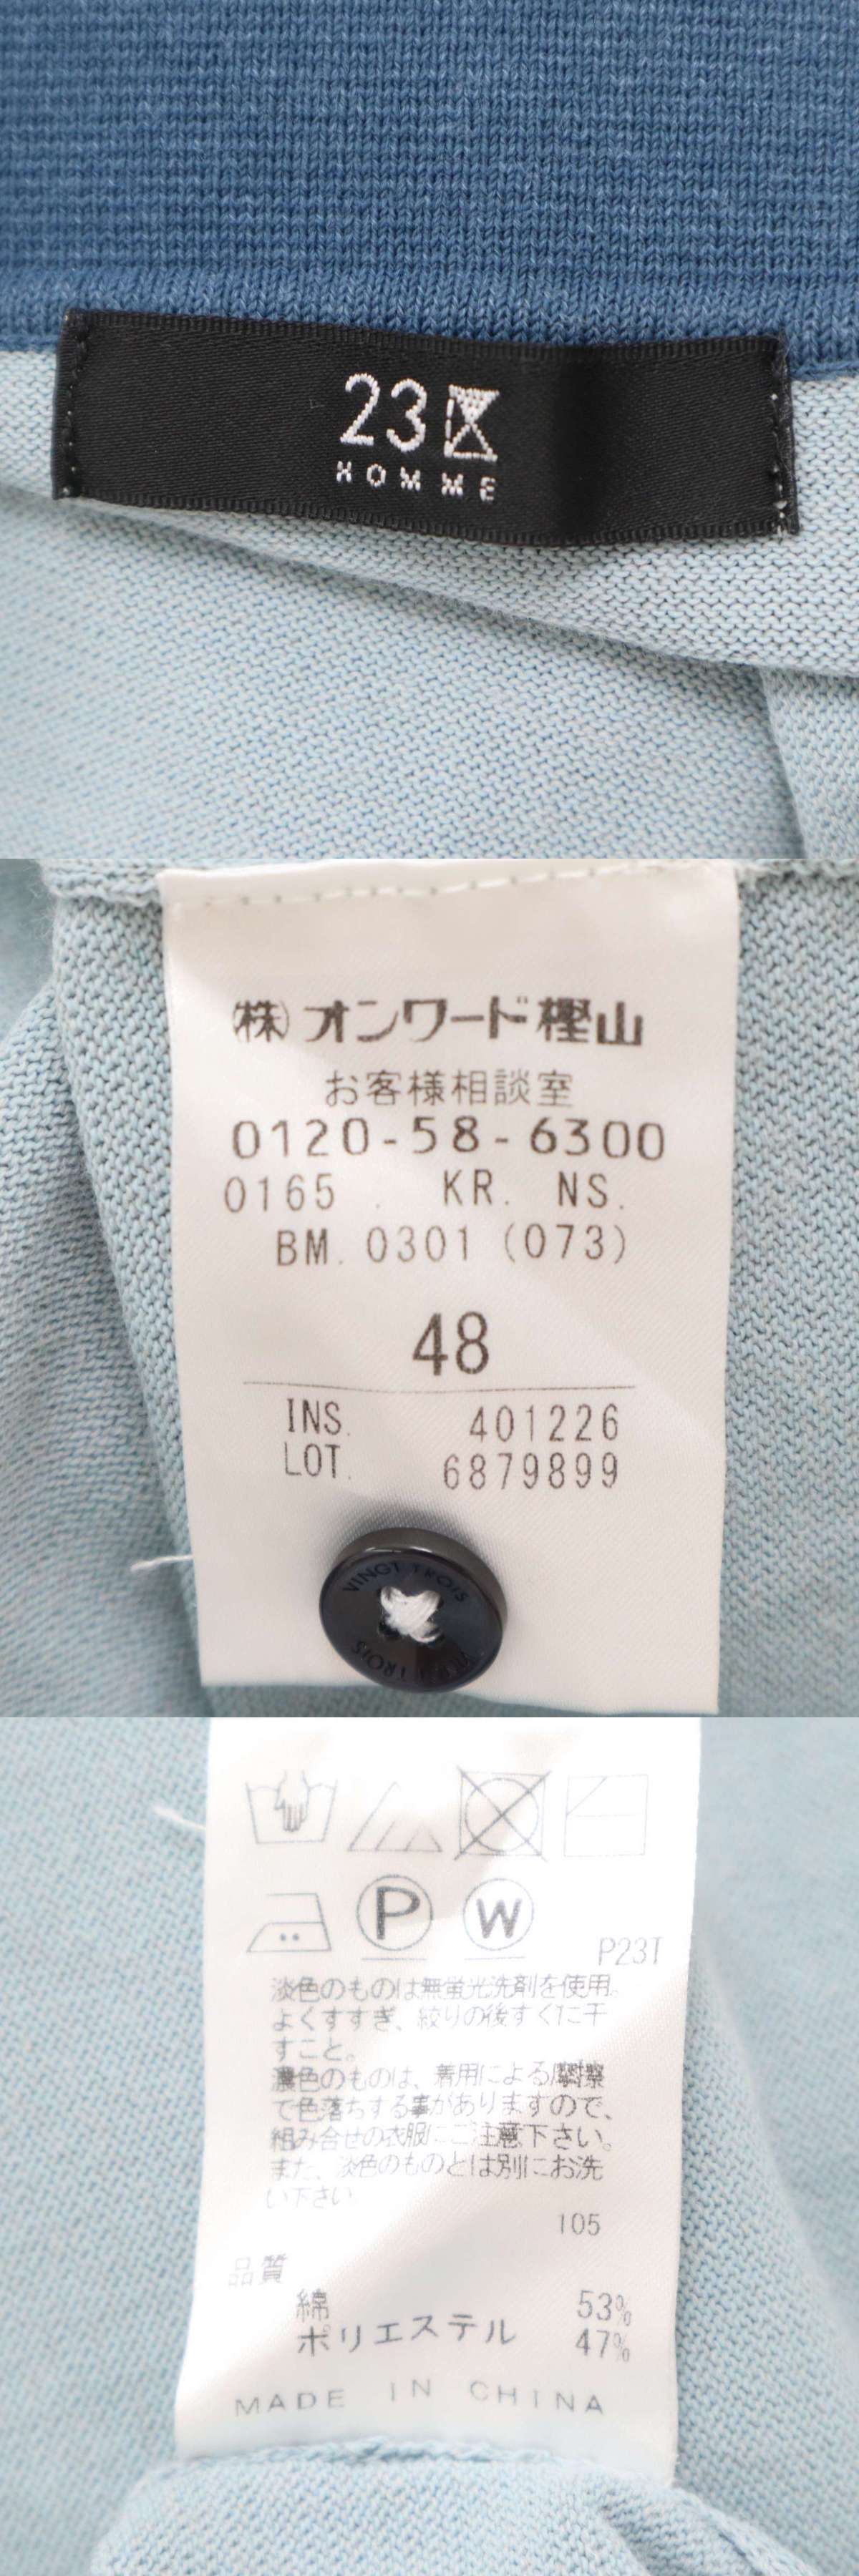 23区
HOMME
㈱オンワード樫山
お客様相談室
0120-58-6300
0165 . KR. NS.
BM. 0301 (073)
48
INS. 401226
LOT. 6879899
VINGT TROIS
VINGT TROIS
P
W
P23T
淡色のものは無蛍光洗剤を使用。
よくすすぎ、絞りの後すぐに干
すこと。
濃色のものは、着用による摩擦
で色落ちする事がありますので、
組み合せの衣服にご注意下さい。
また、淡色のものとは別にお洗
い下さい
105
品質
綿 53%
ポリエステル 47%
MADE IN CHINA